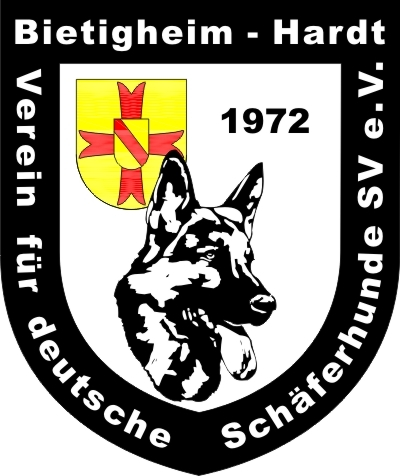 Bietigheim - Hardt
1972
Verein für deutsche Schäferhunde SV e.V.